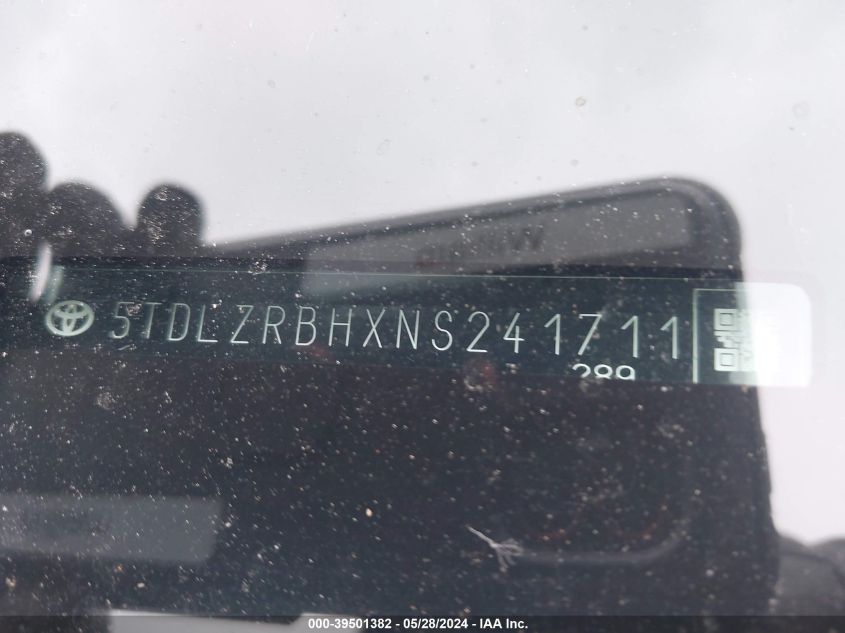 5TDLZRBHXNS241711
289
000-39501382 - 05/28/2024 - IAA Inc.